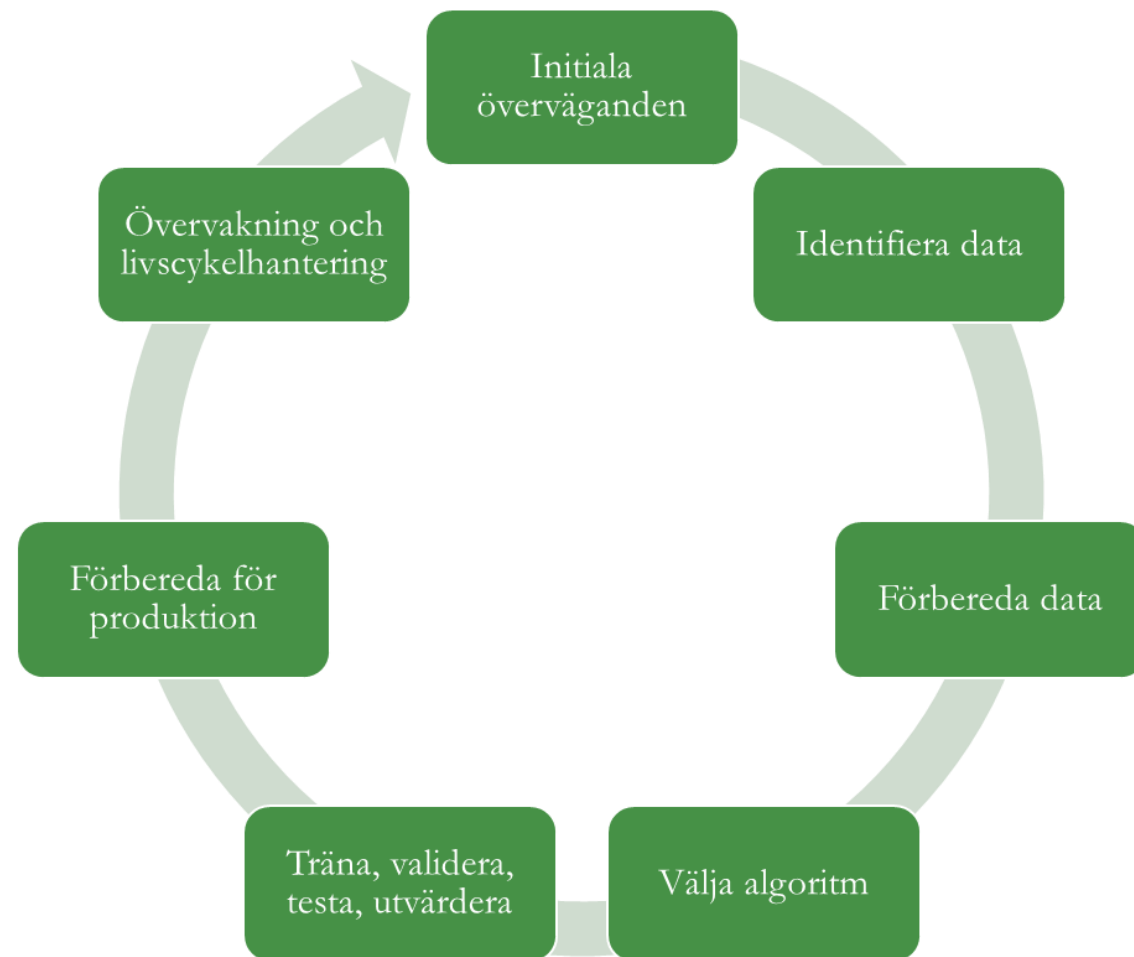 Initiala
överväganden
Identifiera data
Förbereda data
Välja algoritm
Träna, validera,
testa, utvärdera
Förbereda för
produktion
Övervakning och
livscykelhantering